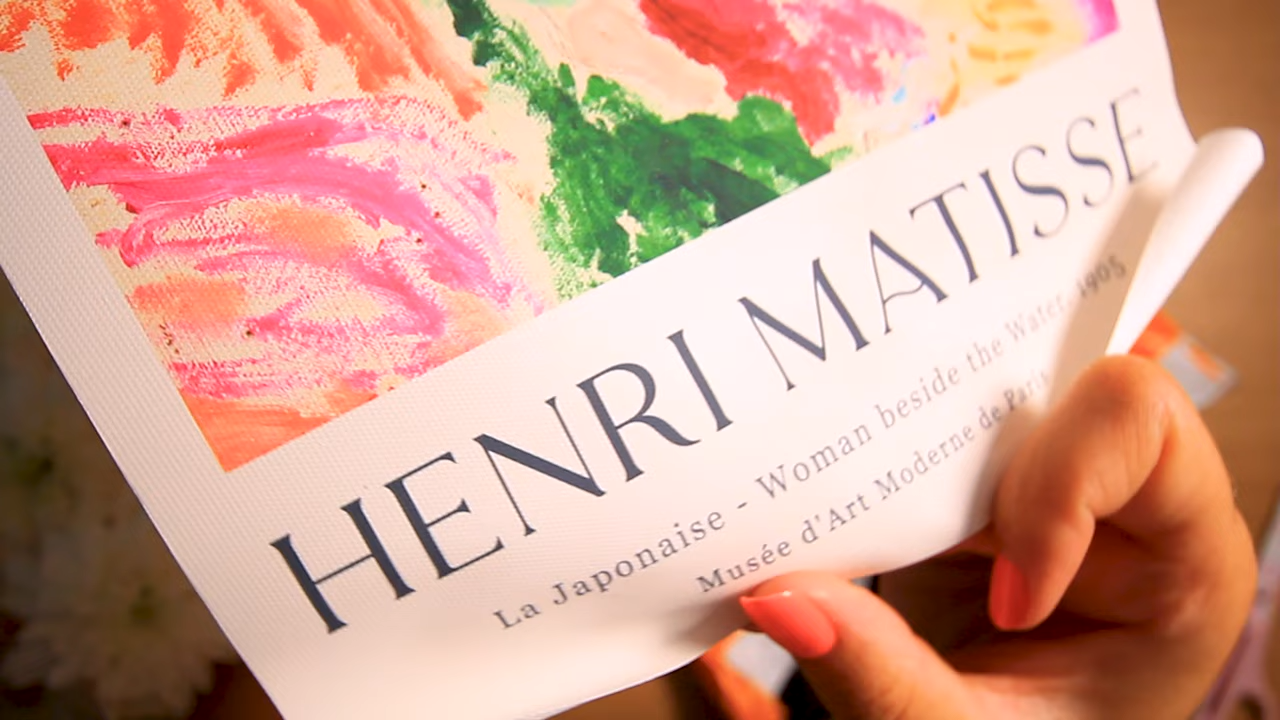 HENRI MATISSE
La Japonaise - Woman beside the Water, 1905
Musée d'Art Moderne de Paris